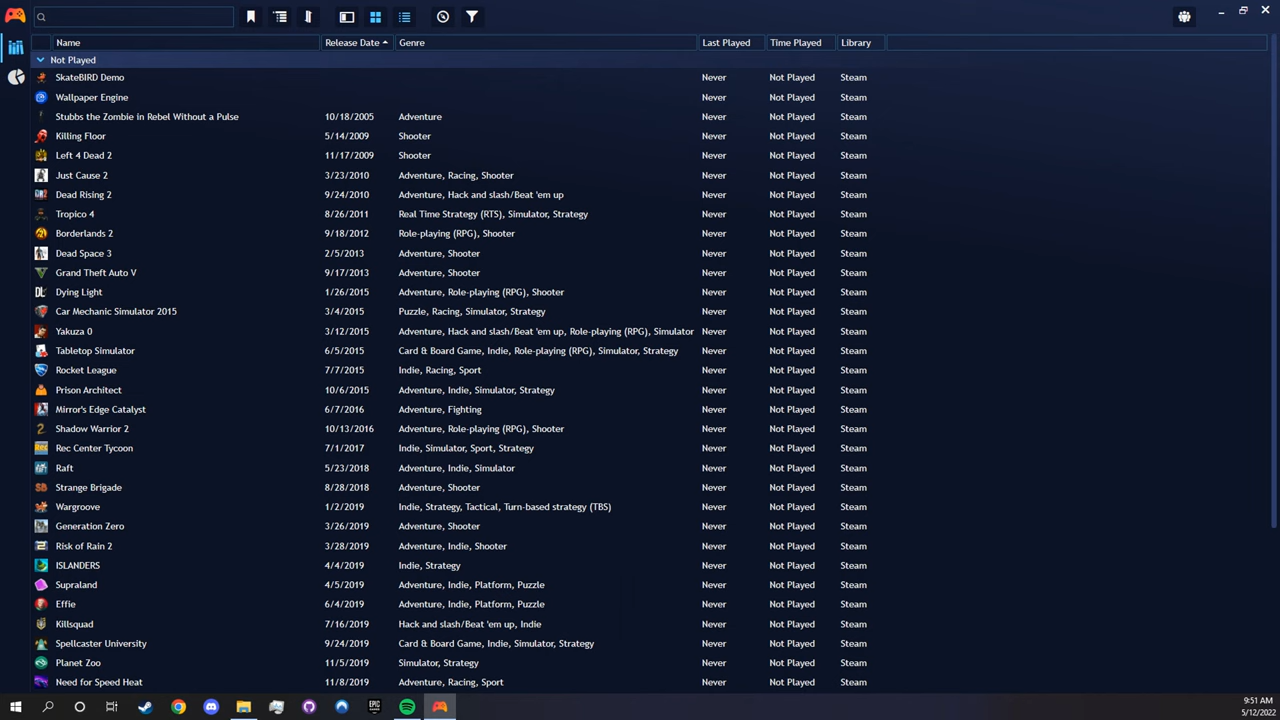 Name Release Date Genre Last Played Time Played Library
Not Played
SkateBIRD Demo Never Not Played Steam
Wallpaper Engine Never Not Played Steam
Stubbs the Zombie in Rebel Without a Pulse 10/18/2005 Adventure Never Not Played Steam
Killing Floor 5/14/2009 Shooter Never Not Played Steam
Left 4 Dead 2 11/17/2009 Shooter Never Not Played Steam
Just Cause 2 3/23/2010 Adventure, Racing, Shooter Never Not Played Steam
Dead Rising 2 9/24/2010 Adventure, Hack and slash/Beat 'em up Never Not Played Steam
Tropico 4 8/26/2011 Real Time Strategy (RTS), Simulator, Strategy Never Not Played Steam
Borderlands 2 9/18/2012 Role-playing (RPG), Shooter Never Not Played Steam
Dead Space 3 2/5/2013 Adventure, Shooter Never Not Played Steam
Grand Theft Auto V 9/17/2013 Adventure, Shooter Never Not Played Steam
DL Dying Light 1/26/2015 Adventure, Role-playing (RPG), Shooter Never Not Played Steam
Car Mechanic Simulator 2015 3/4/2015 Puzzle, Racing, Simulator, Strategy Never Not Played Steam
Yakuza 0 3/12/2015 Adventure, Hack and slash/Beat 'em up, Role-playing (RPG), Simulator Never Not Played Steam
Tabletop Simulator 6/5/2015 Card & Board Game, Indie, Role-playing (RPG), Simulator, Strategy Never Not Played Steam
Rocket League 7/7/2015 Indie, Racing, Sport Never Not Played Steam
Prison Architect 10/6/2015 Adventure, Indie, Simulator, Strategy Never Not Played Steam
Mirror's Edge Catalyst 6/7/2016 Adventure, Fighting Never Not Played Steam
2 Shadow Warrior 2 10/13/2016 Adventure, Role-playing (RPG), Shooter Never Not Played Steam
Rec Center Tycoon 7/1/2017 Indie, Simulator, Sport, Strategy Never Not Played Steam
Raft 5/23/2018 Adventure, Indie, Simulator Never Not Played Steam
SB Strange Brigade 8/28/2018 Adventure, Shooter Never Not Played Steam
Wargroove 1/2/2019 Indie, Strategy, Tactical, Turn-based strategy (TBS) Never Not Played Steam
Generation Zero 3/26/2019 Adventure, Shooter Never Not Played Steam
2 Risk of Rain 2 3/28/2019 Adventure, Indie, Shooter Never Not Played Steam
ISLANDERS 4/4/2019 Indie, Strategy Never Not Played Steam
Supraland 4/5/2019 Adventure, Indie, Platform, Puzzle Never Not Played Steam
Effie 6/4/2019 Adventure, Indie, Platform, Puzzle Never Not Played Steam
Killsquad 7/16/2019 Hack and slash/Beat 'em up, Indie Never Not Played Steam
Spellcaster University 9/24/2019 Card & Board Game, Indie, Simulator, Strategy Never Not Played Steam
Planet Zoo 11/5/2019 Simulator, Strategy Never Not Played Steam
Need for Speed Heat 11/8/2019 Adventure, Racing, Sport Never Not Played Steam
EPIC
9:51 AM
5/12/2022